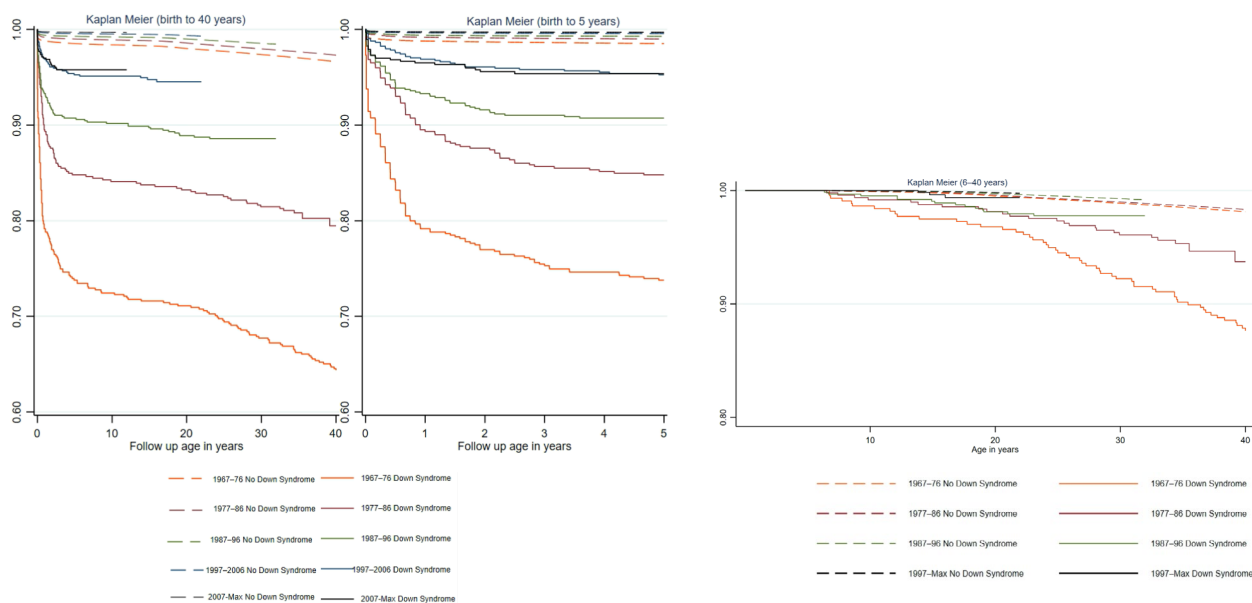 Kaplan Meier (birth to 40 years)
1.00
0.90
0.80
0.70
0.60
0 10 20 30 40
Follow up age in years
Kaplan Meier (birth to 5 years)
1.00
0.90
0.80
0.70
0.60
0 1 2 3 4 5
Follow up age in years
1967–76 No Down Syndrome 1967–76 Down Syndrome
1977–86 No Down Syndrome 1977–86 Down Syndrome
1987–96 No Down Syndrome 1987–96 Down Syndrome
1997–2006 No Down Syndrome 1997–2006 Down Syndrome
2007-Max No Down Syndrome 2007-Max Down Syndrome
Kaplan Meier (6–40 years)
1.00
0.90
0.80
10 20 30 40
Age in years
1967–76 No Down Syndrome 1967–76 Down Syndrome
1977–86 No Down Syndrome 1977–86 Down Syndrome
1987–96 No Down Syndrome 1987–96 Down Syndrome
1997–Max No Down Syndrome 1997–Max Down Syndrome